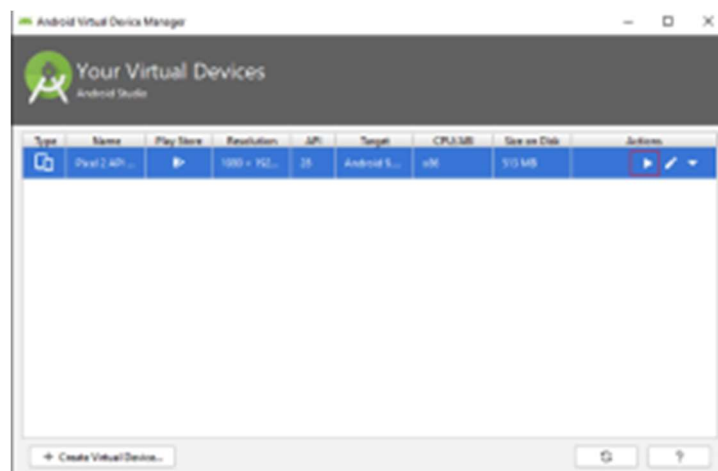 Android Virtual Device Manager
Your Virtual Devices
Android Studio
Type Name Play Store Resolution API Target CPU/ABI Size on Disk Actions
Pixel 2 API ... 1080 × 192... 28 Android 9.... x86 513 MB
+ Create Virtual Device...
?